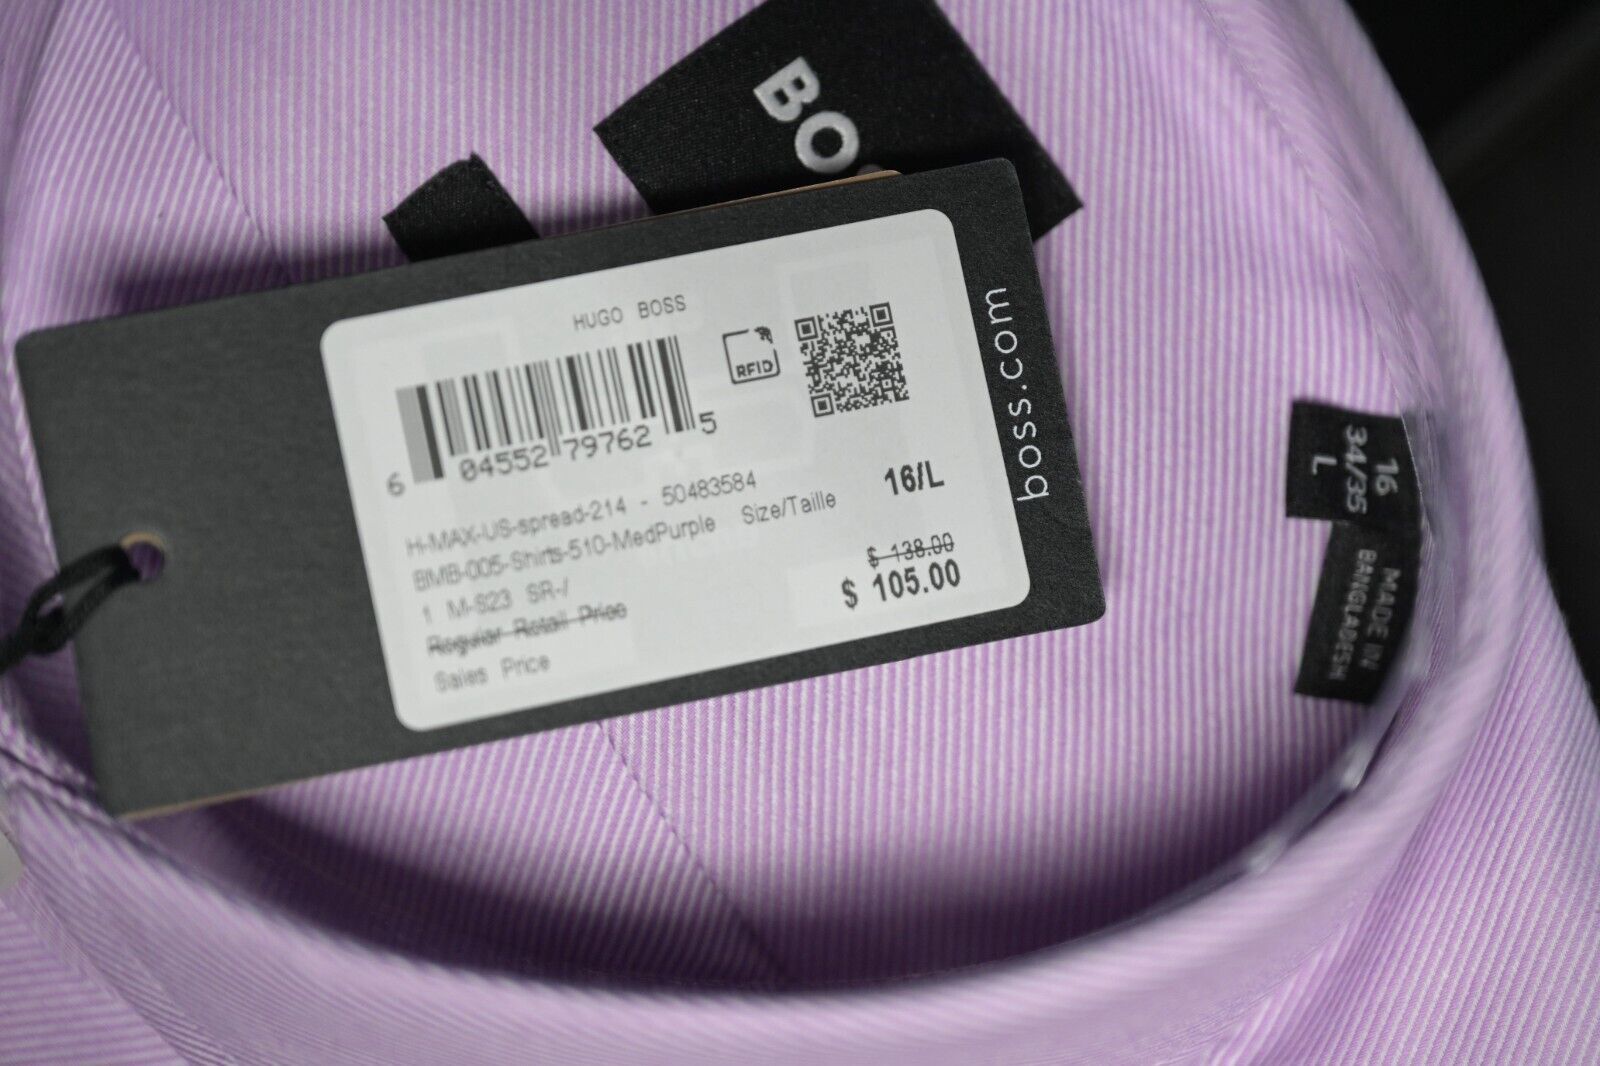 BO
HUGO BOSS
RFID
6 04552 79762 5
H-MAX-US-spread-214 - 50483584
BMB-005-Shirts-510-MedPurple Size/Taille 16/L
1 M-S23 SR-/
Regular Retail Price $ 138.00
Sales Price $ 105.00
boss.com
16
34/35
L
MADE IN
BANGLADESH